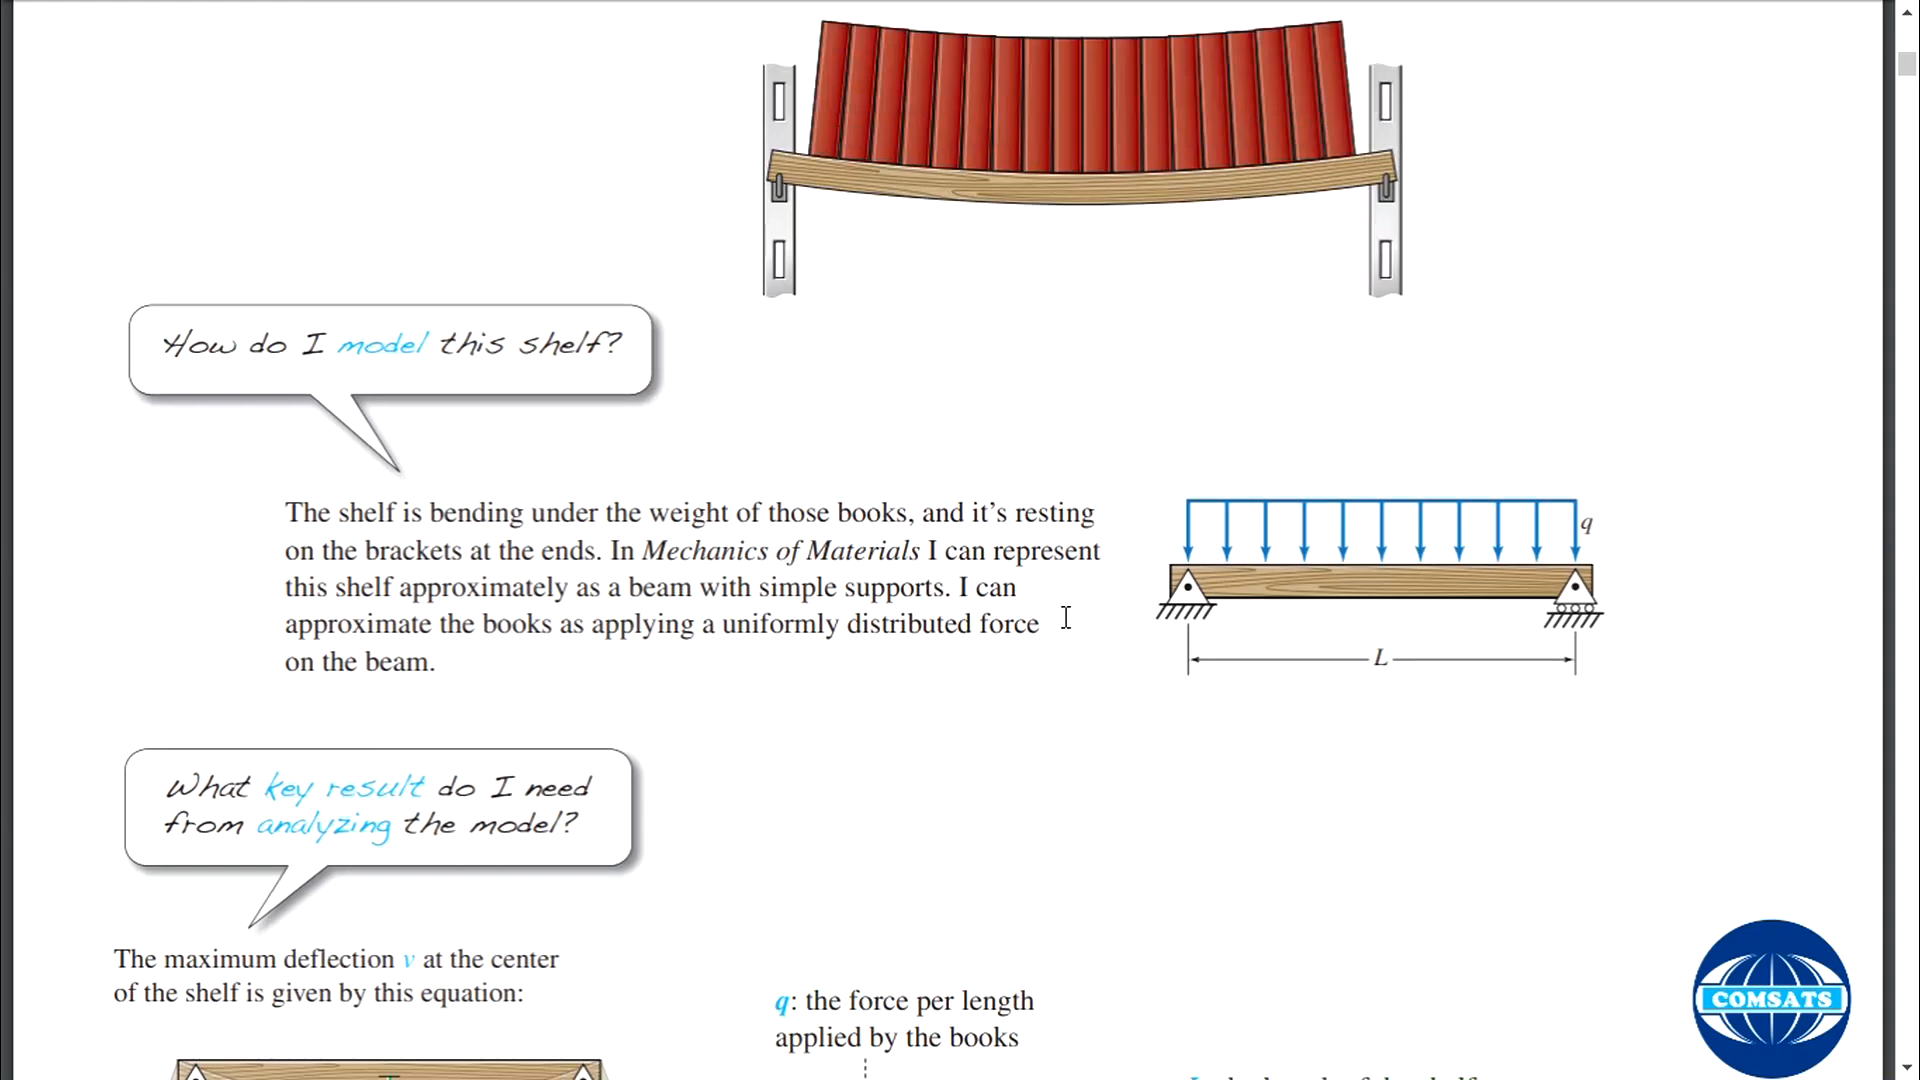 How do I model this shelf?
The shelf is bending under the weight of those books, and it's resting
on the brackets at the ends. In Mechanics of Materials I can represent
this shelf approximately as a beam with simple supports. I can
approximate the books as applying a uniformly distributed force
on the beam.
q
L
What key result do I need
from analyzing the model?
The maximum deflection v at the center
of the shelf is given by this equation:
q: the force per length
applied by the books
COMSATS